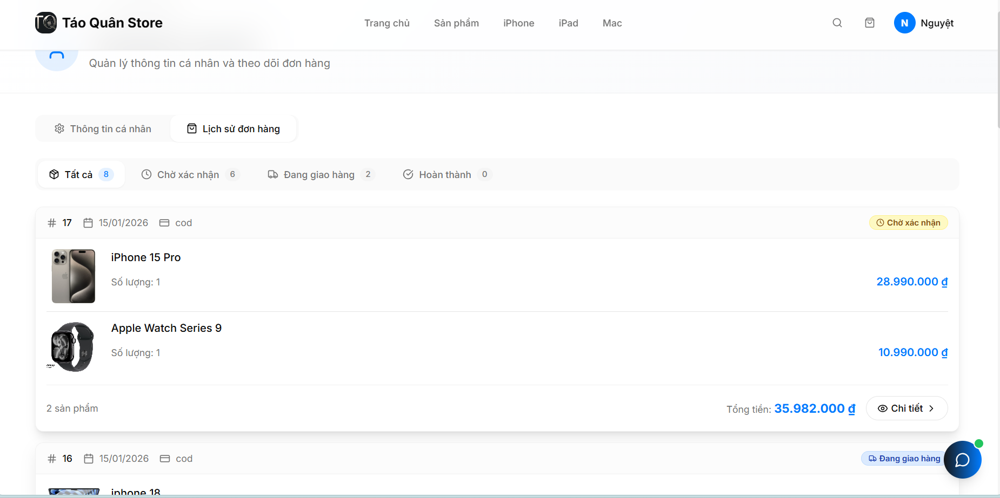 TQ Táo Quân Store
Trang chủ Sản phẩm iPhone iPad Mac
N Nguyệt
Quản lý thông tin cá nhân và theo dõi đơn hàng
Thông tin cá nhân Lịch sử đơn hàng
Tất cả 8 Chờ xác nhận 6 Đang giao hàng 2 Hoàn thành 0
# 17 15/01/2026 cod Chờ xác nhận
iPhone 15 Pro
Số lượng: 1 28.990.000 ₫
Apple Watch Series 9
Số lượng: 1 10.990.000 ₫
2 sản phẩm Tổng tiền: 35.982.000 ₫ Chi tiết
# 16 15/01/2026 cod Đang giao hàng
iphone 18